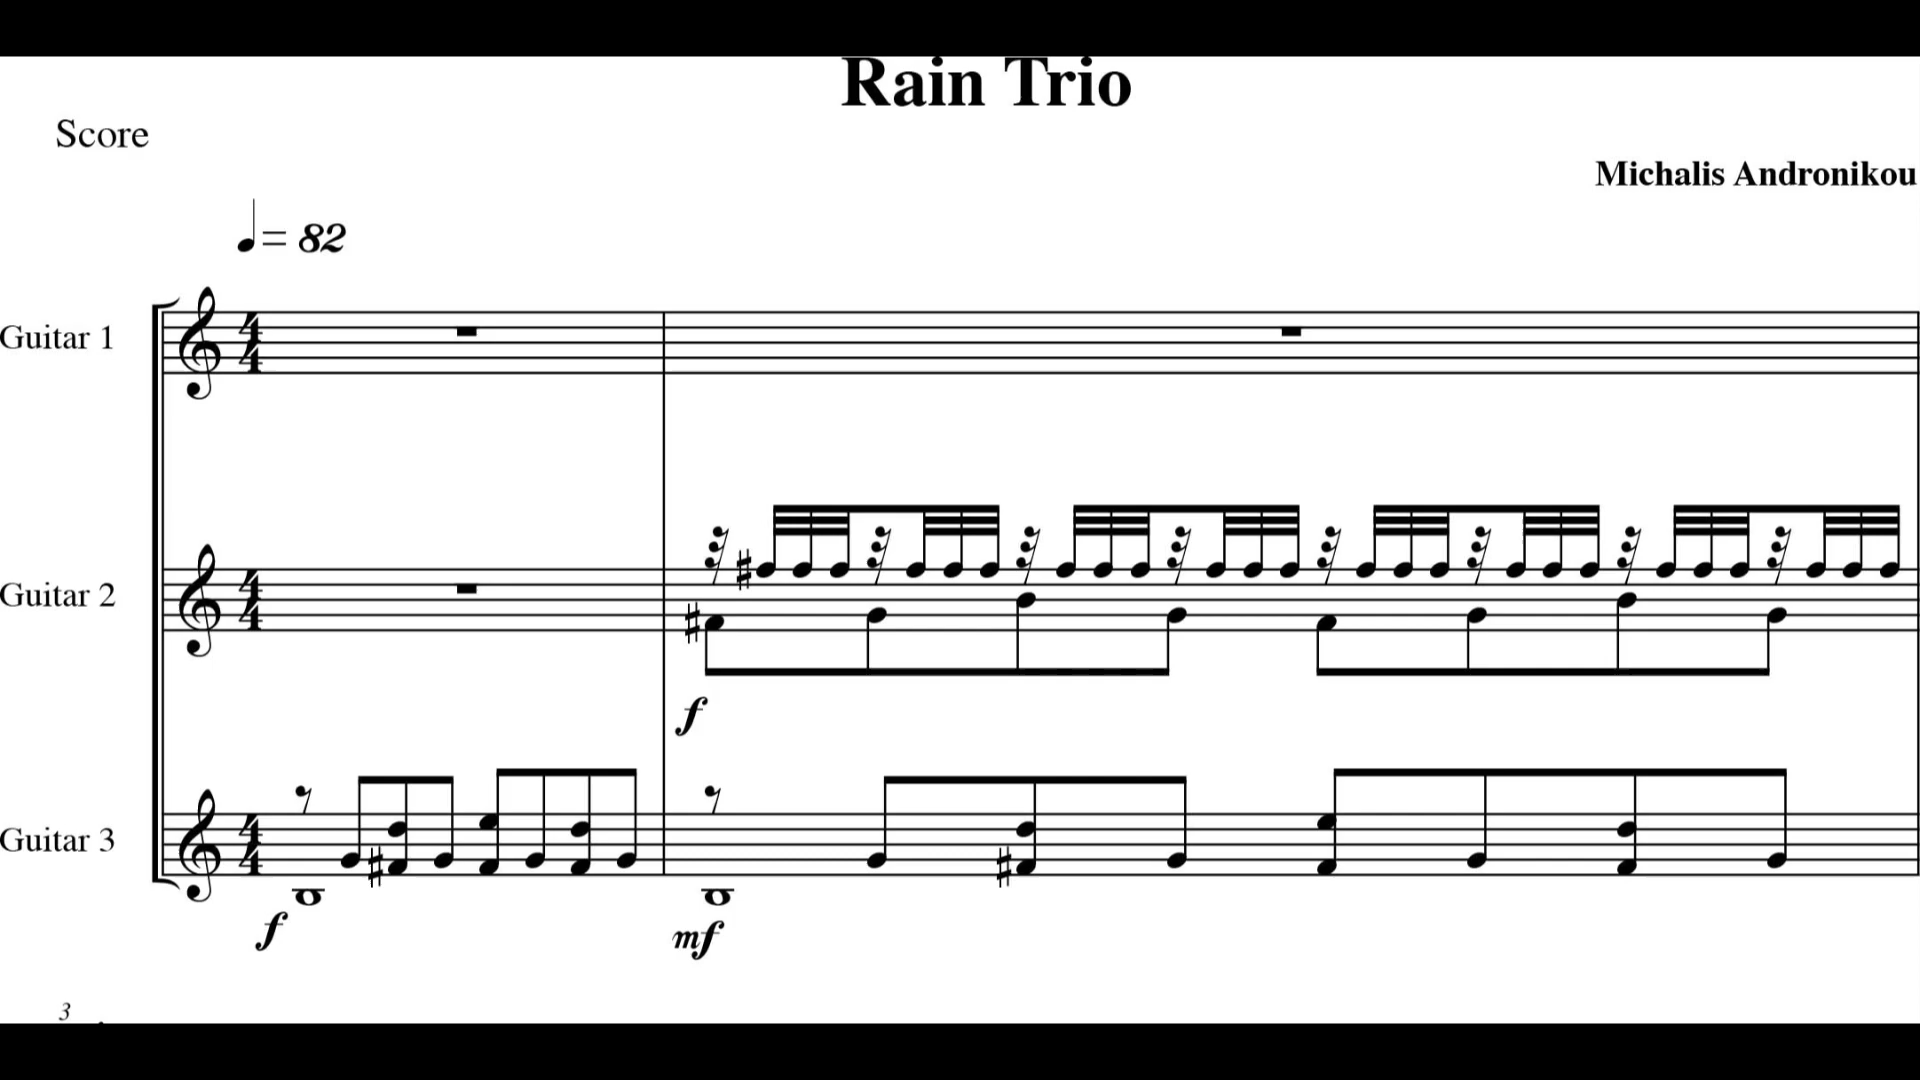 Rain Trio
Score
Michalis Andronikou
= 82
Guitar 1
Guitar 2
f
Guitar 3
f
mf
3